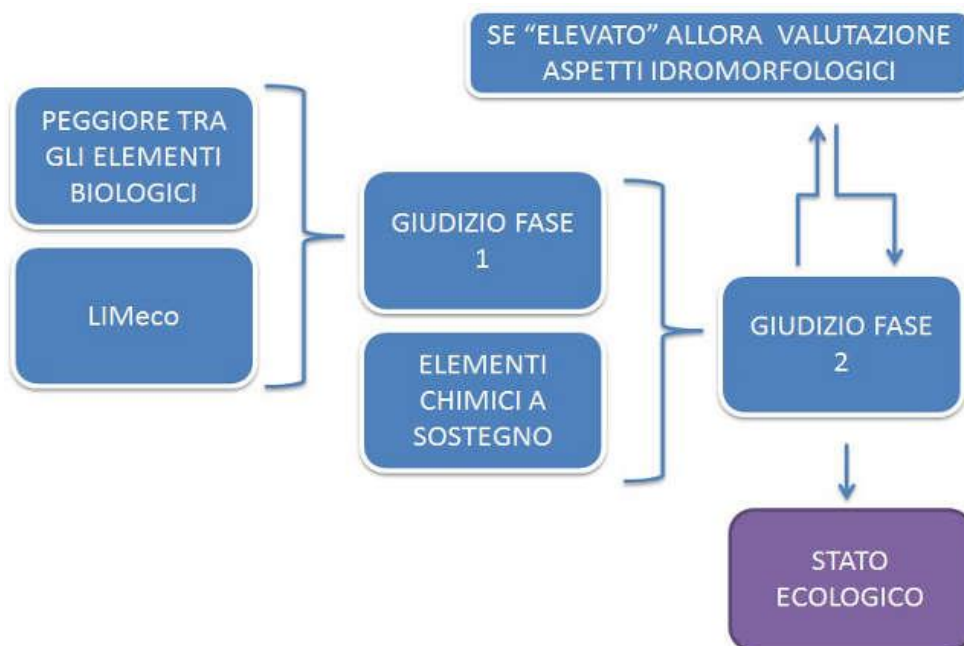 SE “ELEVATO” ALLORA VALUTAZIONE
ASPETTI IDROMORFOLOGICI
PEGGIORE TRA
GLI ELEMENTI
BIOLOGICI
LIMeco
GIUDIZIO FASE
1
ELEMENTI
CHIMICI A
SOSTEGNO
GIUDIZIO FASE
2
STATO
ECOLOGICO